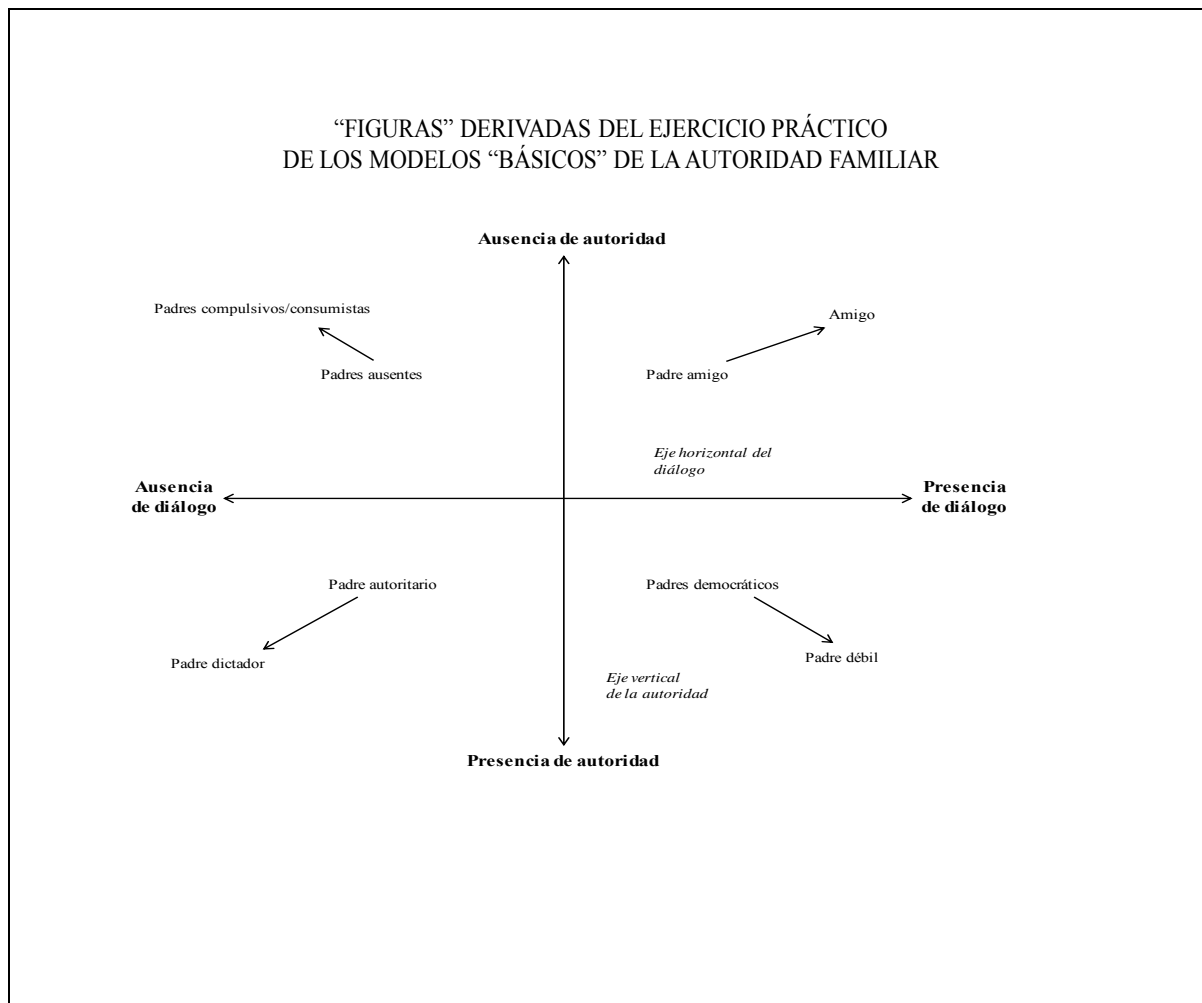 “FIGURAS” DERIVADAS DEL EJERCICIO PRÁCTICO
DE LOS MODELOS “BÁSICOS” DE LA AUTORIDAD FAMILIAR
Ausencia de autoridad
Padres compulsivos/consumistas
Amigo
Padres ausentes
Padre amigo
Eje horizontal del
diálogo
Ausencia
de diálogo
Presencia
de diálogo
Padre autoritario
Padres democráticos
Padre dictador
Padre débil
Eje vertical
de la autoridad
Presencia de autoridad